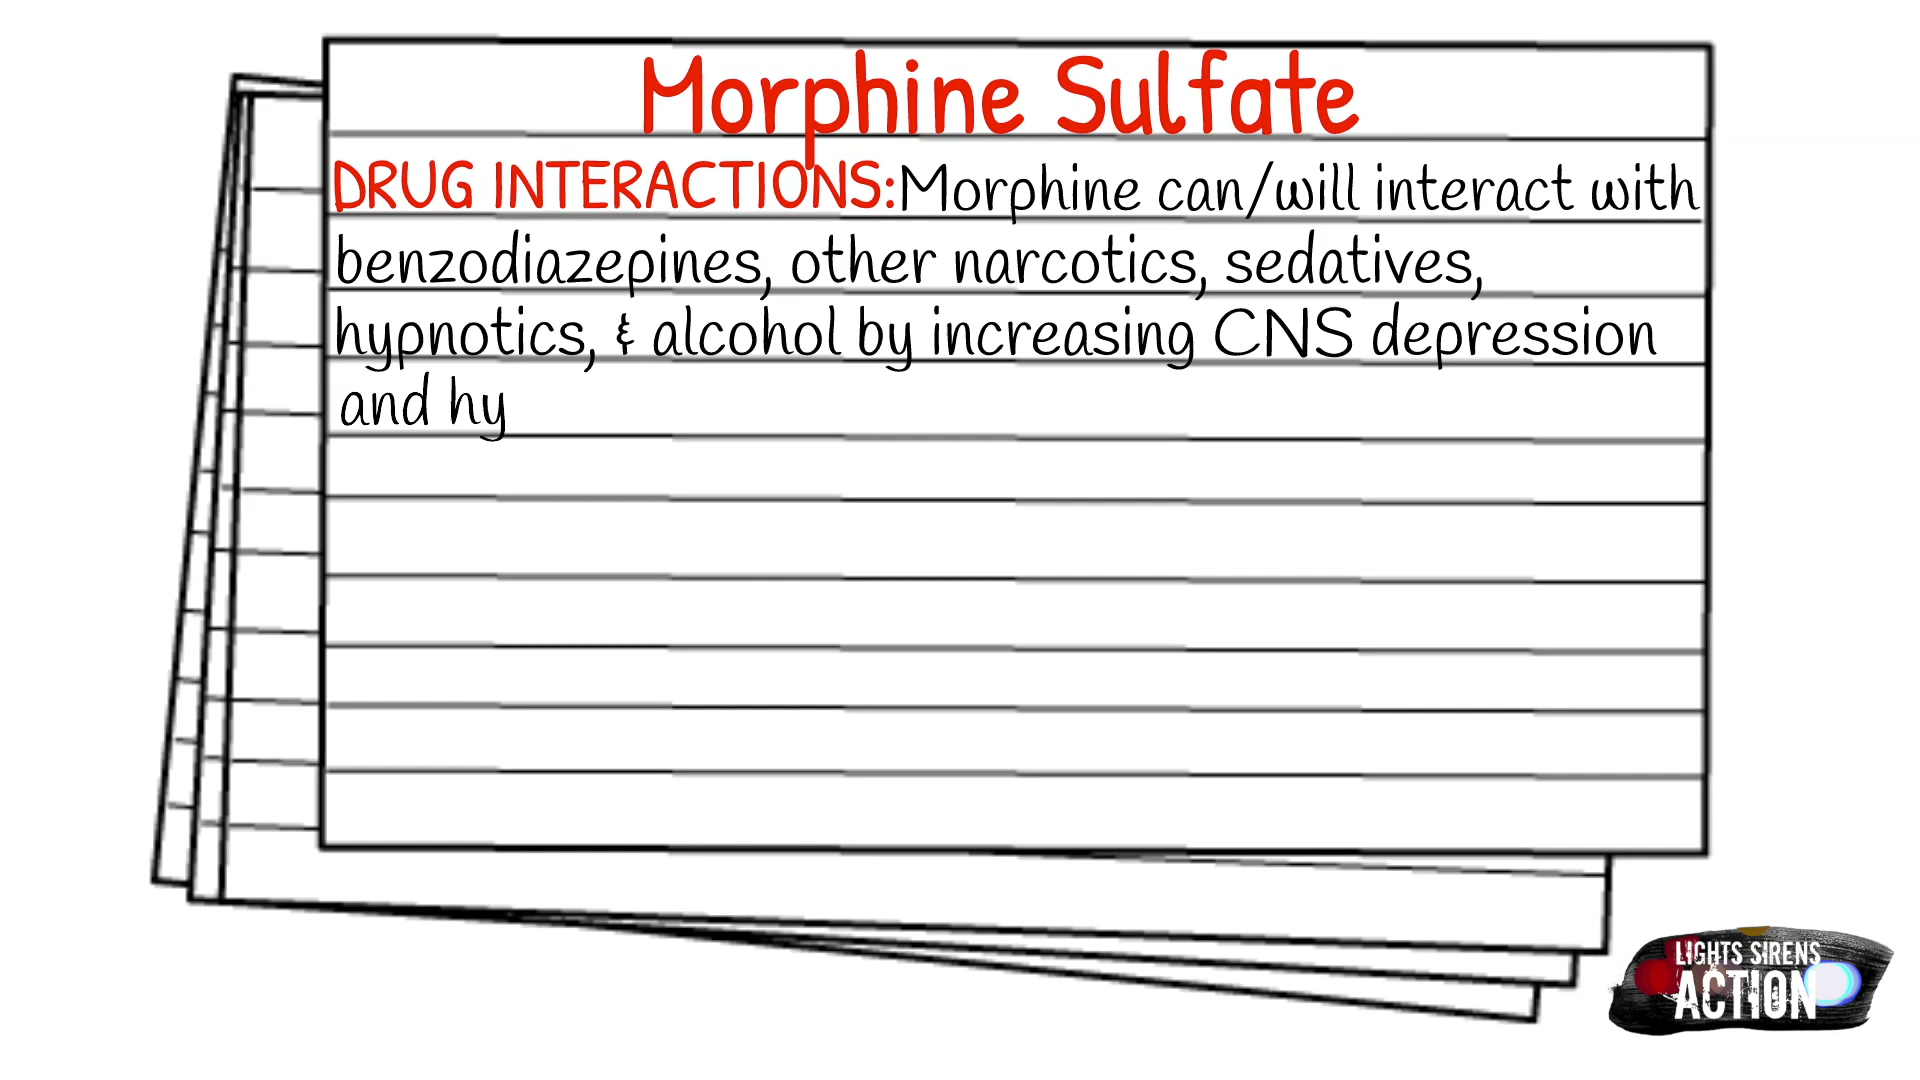 Morphine Sulfate
DRUG INTERACTIONS:Morphine can/will interact with
benzodiazepines, other narcotics, sedatives,
hypnotics, & alcohol by increasing CNS depression
and hy
LIGHTS SIRENS
ACTION